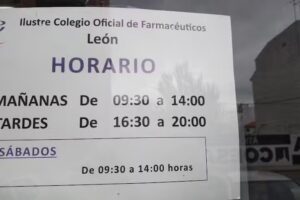 Ilustre Colegio Oficial de Farmacéuticos
León
HORARIO
MAÑANAS De 09:30 a 14:00
TARDES De 16:30 a 20:00
SÁBADOS
De 09:30 a 14:00 horas